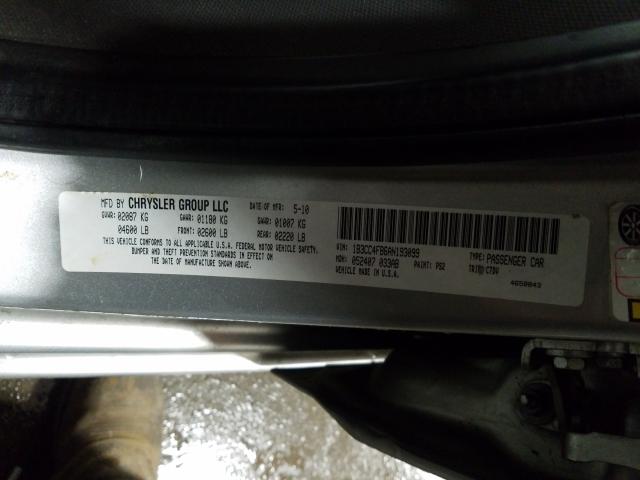 MFD BY CHRYSLER GROUP LLC DATE OF MFR: 5-10
GVWR: 02087 KG GAWR: 01180 KG GAWR: 01007 KG
04600 LB FRONT: 02600 LB REAR: 02220 LB
THIS VEHICLE CONFORMS TO ALL APPLICABLE U.S.A. FEDERAL MOTOR VEHICLE SAFETY,
BUMPER AND THEFT PREVENTION STANDARDS IN EFFECT ON
THE DATE OF MANUFACTURE SHOWN ABOVE.
VIN: 1B3CC4FB6AN193099 TYPE: PASSENGER CAR
MDH: 052407 033AB PAINT: PS2 TRIM: C7DV
VEHICLE MADE IN U.S.A. 4650843